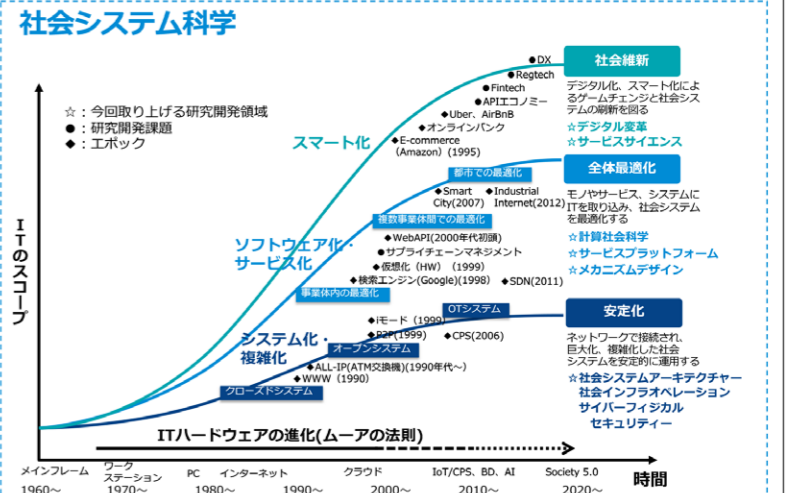 社会システム科学
☆：今回取り上げる研究開発領域
●：研究開発課題
◆：エポック
●DX
●Regtech
●Fintech
●APIエコノミー
◆Uber、AirBnB
◆オンラインバンク
◆E-commerce
（Amazon）(1995)
スマート化
社会維新
デジタル化、スマート化によ
るゲームチェンジと社会シス
テムの刷新を図る
☆デジタル変革
☆サービスサイエンス
都市での最適化
◆Smart
City(2007)
◆Industrial
Internet(2012)
複数事業体間での最適化
◆WebAPI(2000年代初頭)
●サプライチェーンマネジメント
◆仮想化（HW）（1999）
◆検索エンジン(Google)(1998)
◆SDN(2011)
事業体内の最適化
ソフトウェア化・
サービス化
全体最適化
モノやサービス、システムに
ITを取り込み、社会システム
を最適化する
☆計算社会科学
☆サービスプラットフォーム
☆メカニズムデザイン
OTシステム
◆iモード（1999）
◆P2P(1999)
◆CPS(2006)
オープンシステム
◆ALL-IP(ATM交換機)(1990年代～)
◆WWW（1990）
クローズドシステム
システム化・
複雑化
安定化
ネットワークで接続され、
巨大化、複雑化した社会
システムを安定的に運用する
☆社会システムアーキテクチャー
社会インフラオペレーション
サイバーフィジカル
セキュリティー
ITのスコープ
ITハードウェアの進化(ムーアの法則)
メインフレーム
ワーク
ステーション
PC
インターネット
クラウド
IoT/CPS、BD、AI
Society 5.0
時間
1960～
1970～
1980～
1990～
2000～
2010～
2020～